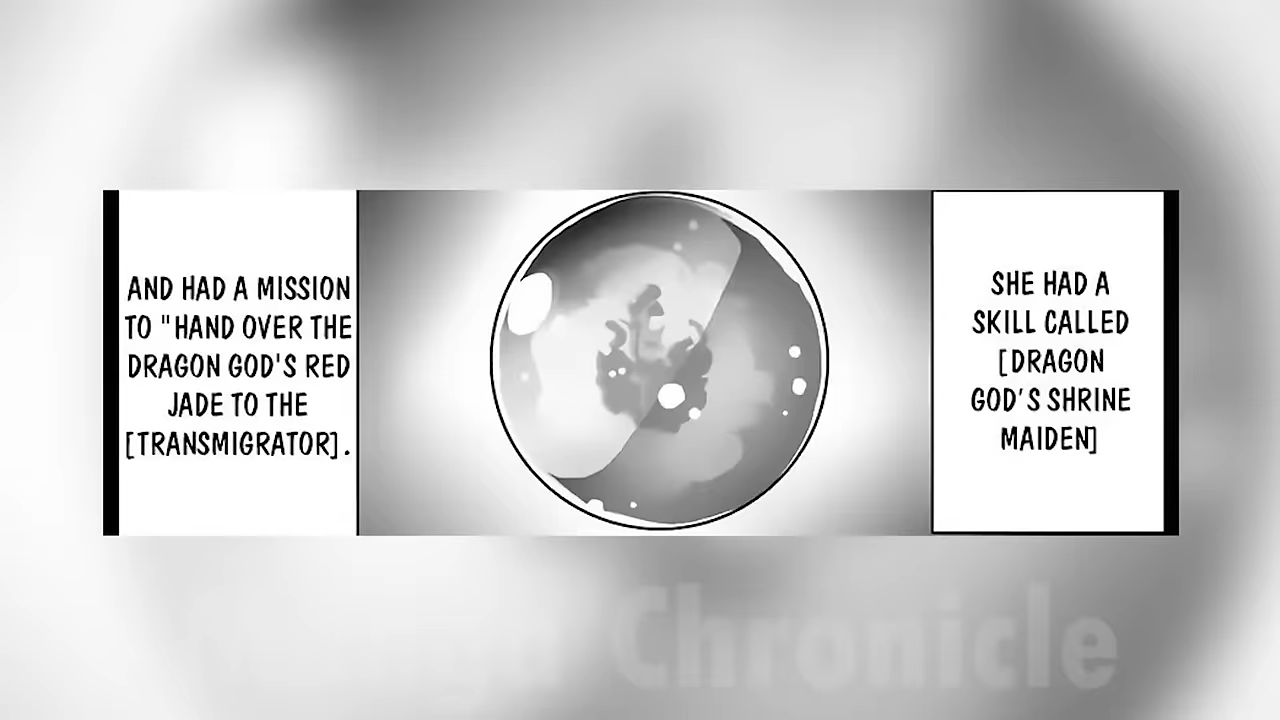 SHE HAD A
SKILL CALLED
[DRAGON
GOD'S SHRINE
MAIDEN]
AND HAD A MISSION
TO "HAND OVER THE
DRAGON GOD'S RED
JADE TO THE
[TRANSMIGRATOR].
Chronicle